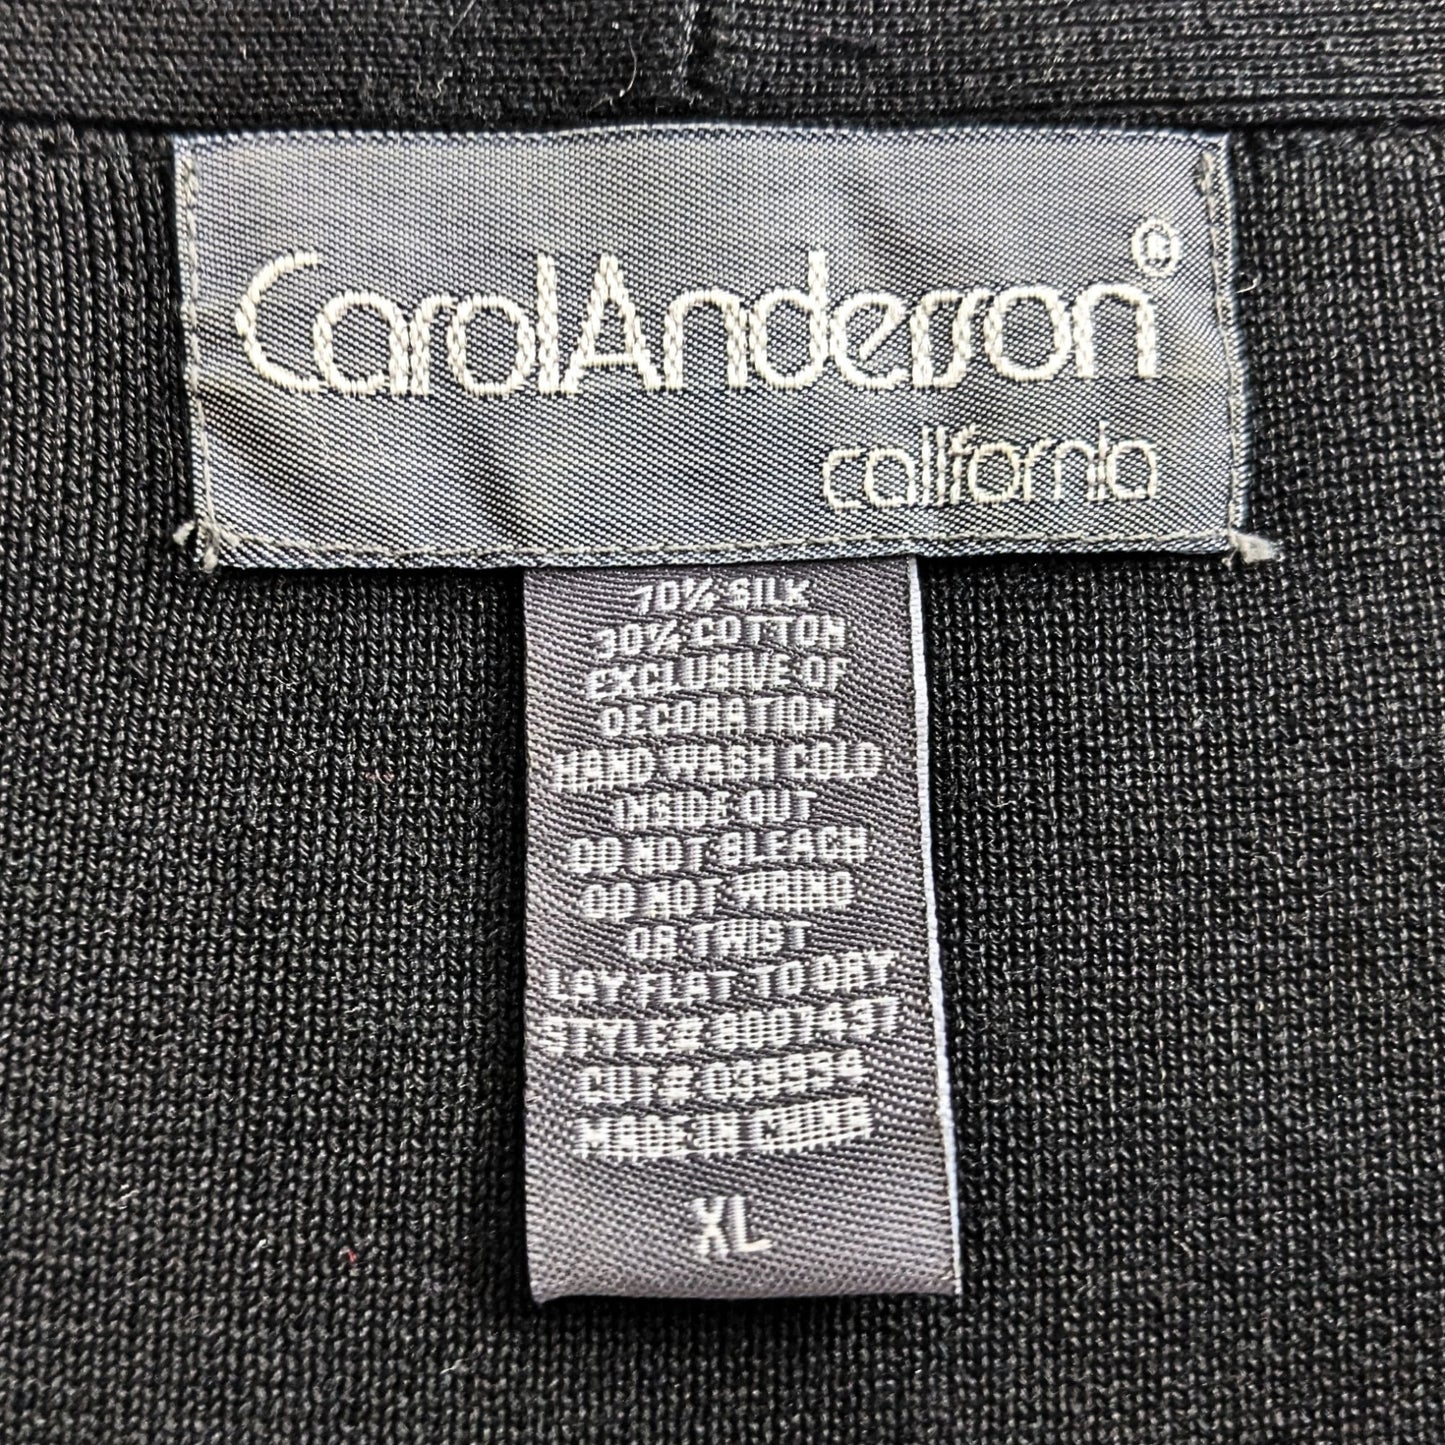 CarolAnderson®
california
70% SILK
30% COTTON
EXCLUSIVE OF
DECORATION
HAND WASH COLD
INSIDE OUT
DO NOT BLEACH
DO NOT WRING
OR TWIST
LAY FLAT TO DRY
STYLE# 8007437
CUT# 039934
MADE IN CHINA
XL